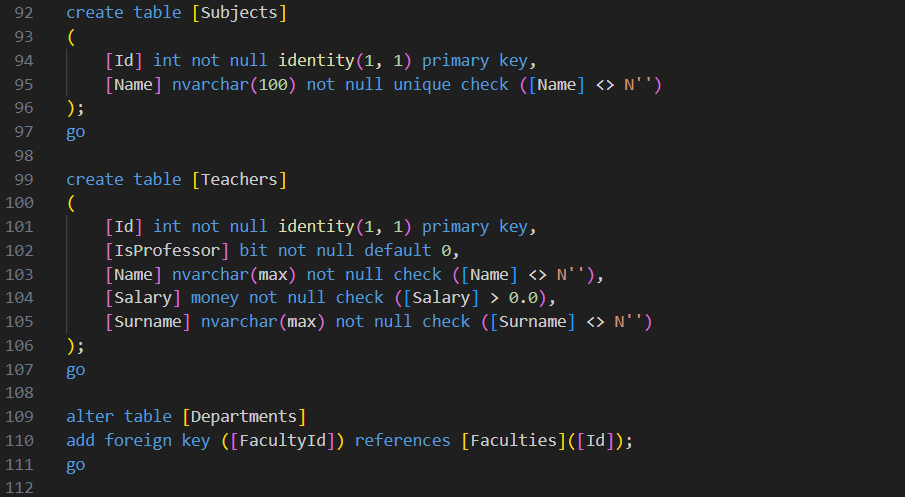 92 create table [Subjects]
93 (
94 [Id] int not null identity(1, 1) primary key,
95 [Name] nvarchar(100) not null unique check ([Name] <> N'')
96 );
97 go
98
99 create table [Teachers]
100 (
101 [Id] int not null identity(1, 1) primary key,
102 [IsProfessor] bit not null default 0,
103 [Name] nvarchar(max) not null check ([Name] <> N''),
104 [Salary] money not null check ([Salary] > 0.0),
105 [Surname] nvarchar(max) not null check ([Surname] <> N'')
106 );
107 go
108
109 alter table [Departments]
110 add foreign key ([FacultyId]) references [Faculties]([Id]);
111 go
112